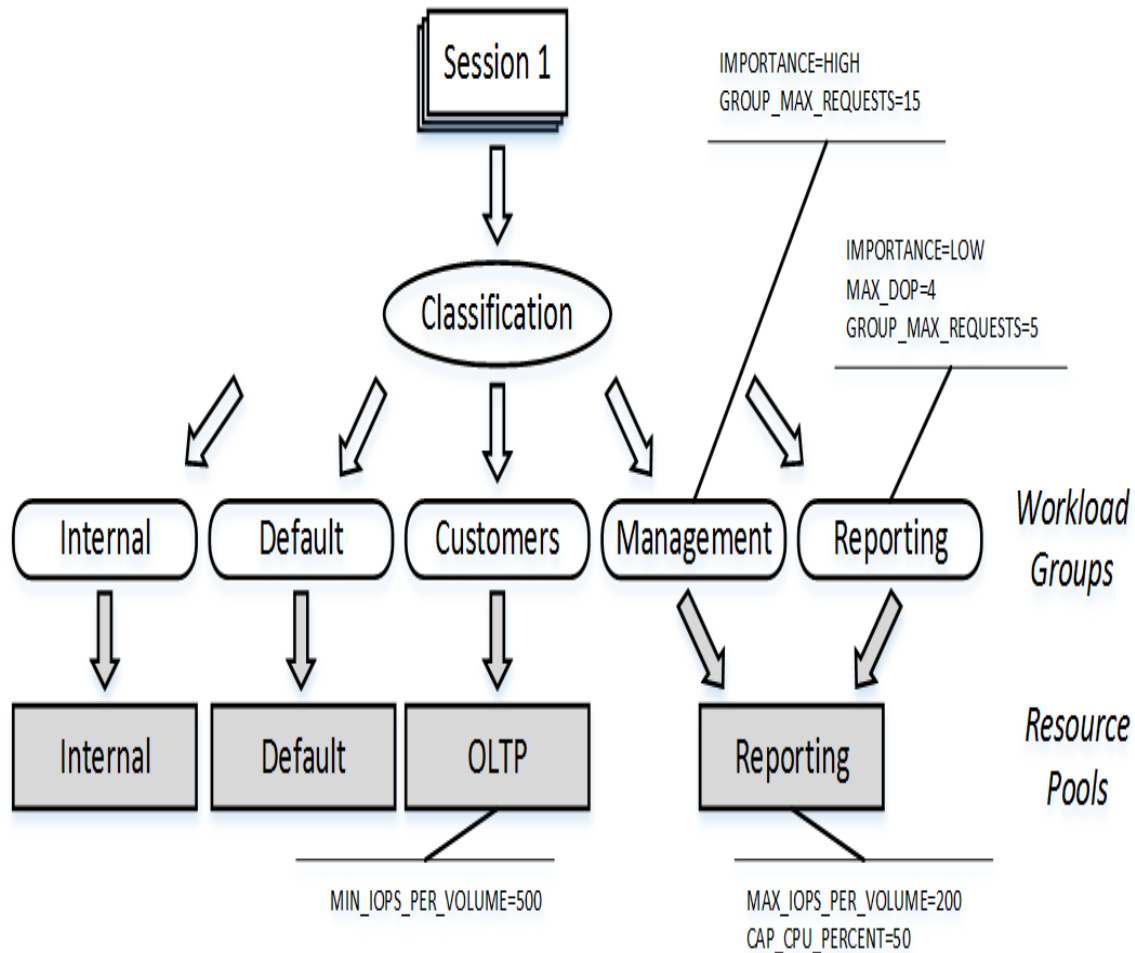 Session 1
IMPORTANCE=HIGH
GROUP_MAX_REQUESTS=15
Classification
IMPORTANCE=LOW
MAX_DOP=4
GROUP_MAX_REQUESTS=5
Internal
Default
Customers
Management
Reporting
Workload
Groups
Internal
Default
OLTP
Reporting
Resource
Pools
MIN_IOPS_PER_VOLUME=500
MAX_IOPS_PER_VOLUME=200
CAP_CPU_PERCENT=50